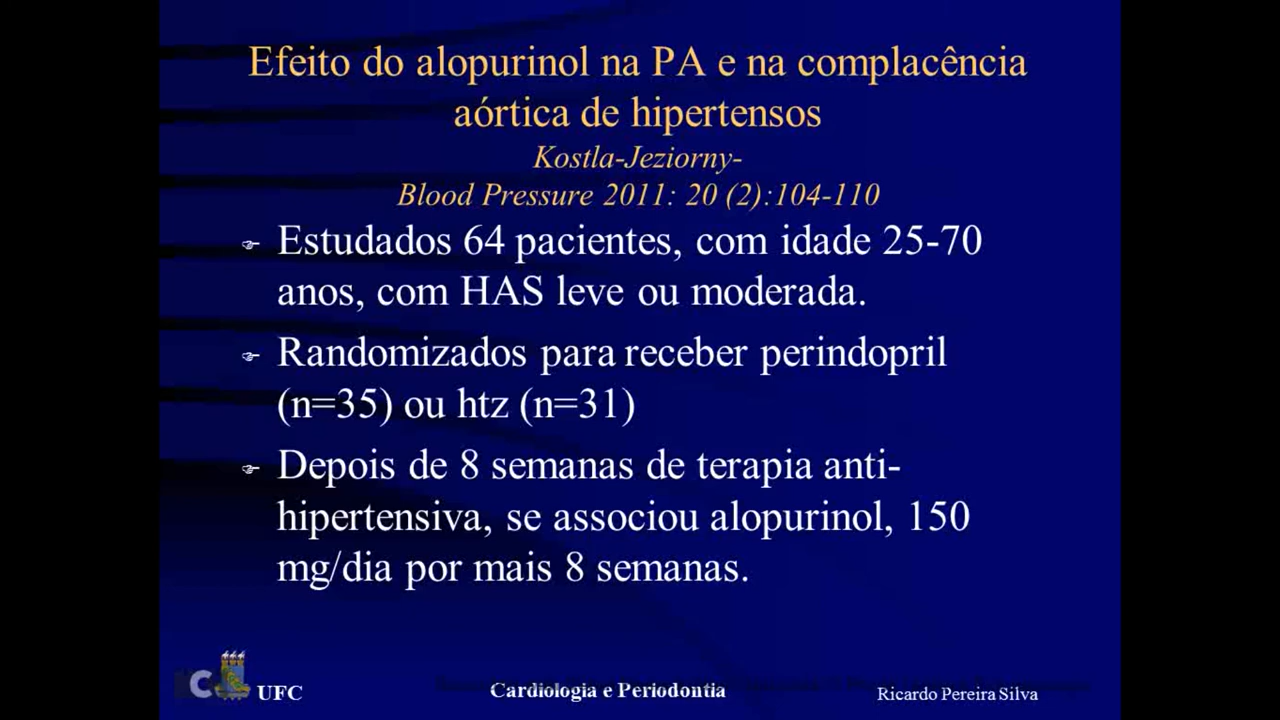 Efeito do alopurinol na PA e na complacência
aórtica de hipertensos
Kostla-Jeziorny-
Blood Pressure 2011: 20 (2):104-110
Estudados 64 pacientes, com idade 25-70
anos, com HAS leve ou moderada.
Randomizados para receber perindopril
(n=35) ou htz (n=31)
Depois de 8 semanas de terapia anti-
hipertensiva, se associou alopurinol, 150
mg/dia por mais 8 semanas.
UFC
Cardiologia e Periodontia
Ricardo Pereira Silva